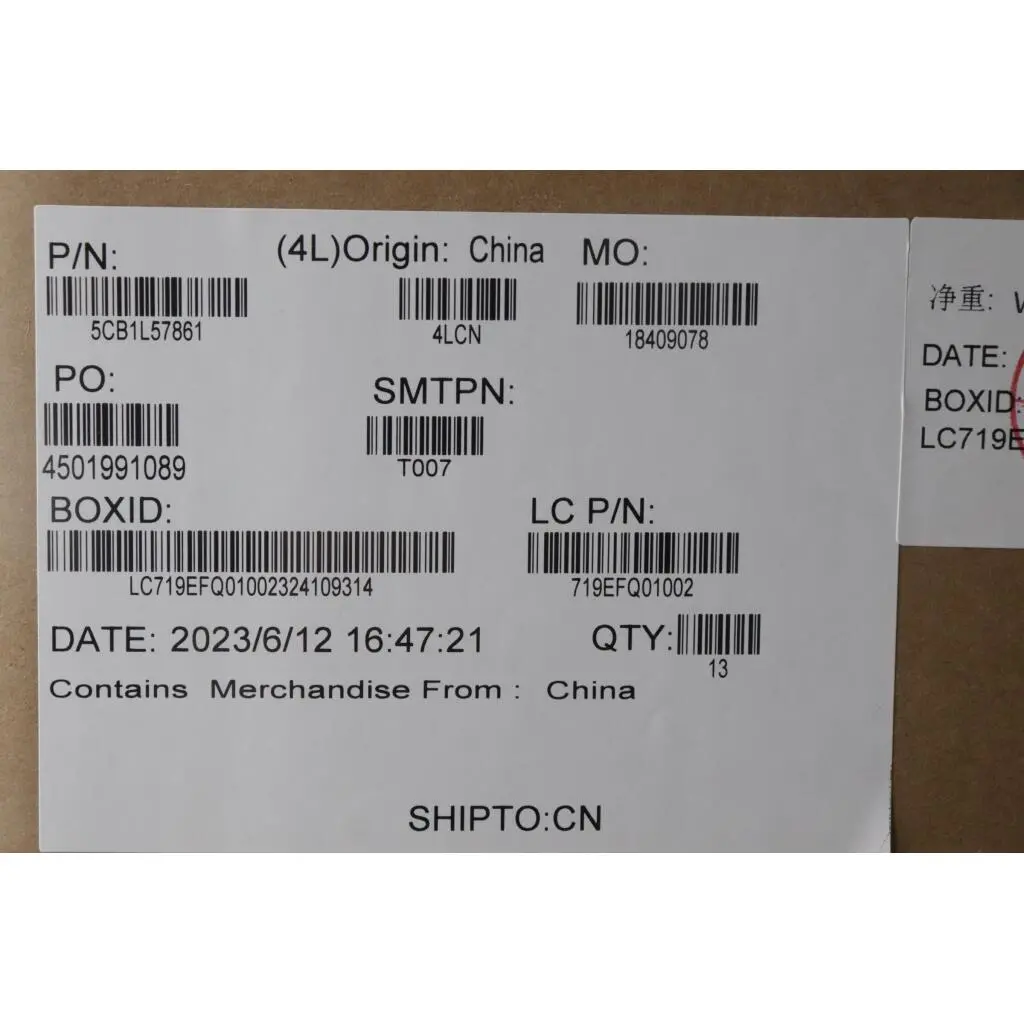 P/N: (4L)Origin: China MO:
5CB1L57861 4LCN 18409078
PO: SMTPN:
4501991089 T007
BOXID: LC P/N:
LC719EFQ01002324109314 719EFQ01002
DATE: 2023/6/12 16:47:21 QTY:
13
Contains Merchandise From : China
SHIPTO:CN
净重:
DATE:
BOXID:
LC719E